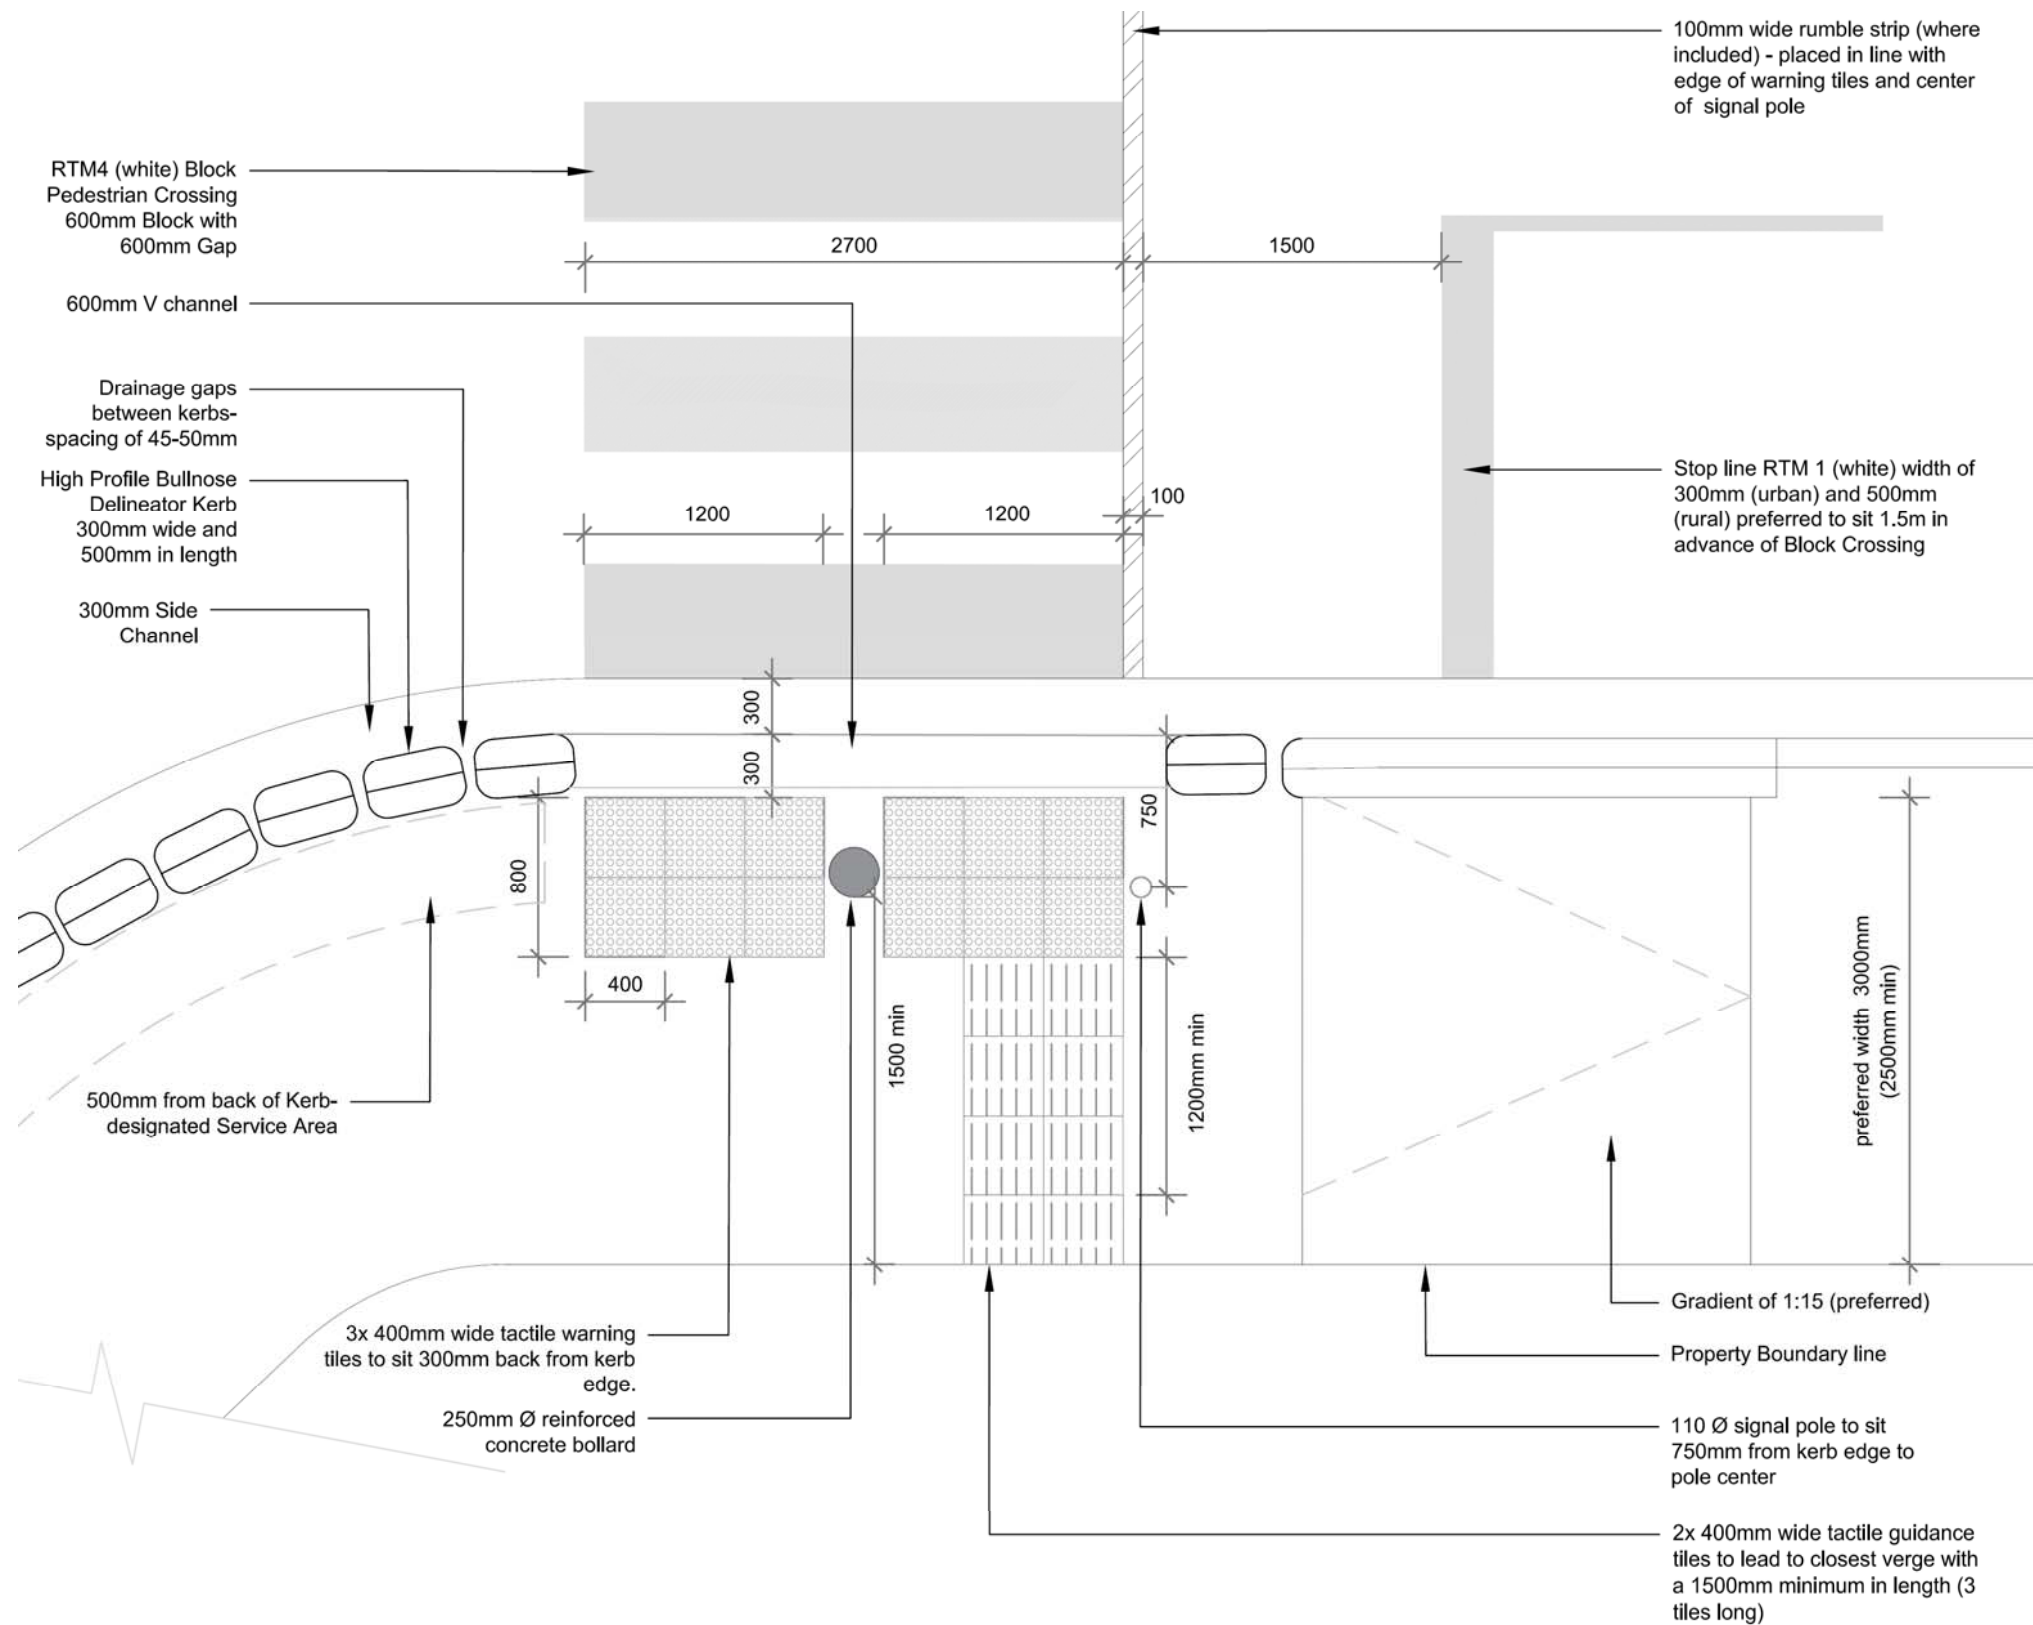 100mm wide rumble strip (where
included) - placed in line with
edge of warning tiles and center
of signal pole
RTM4 (white) Block
Pedestrian Crossing
600mm Block with
600mm Gap
2700
1500
600mm V channel
Drainage gaps
between kerbs-
spacing of 45-50mm
High Profile Bullnose
Delineator Kerb
300mm wide and
500mm in length
Stop line RTM 1 (white) width of
300mm (urban) and 500mm
(rural) preferred to sit 1.5m in
advance of Block Crossing
1200
1200
100
300mm Side
Channel
300
300
750
800
400
1500 min
1200mm min
preferred width 3000mm
(2500mm min)
500mm from back of Kerb-
designated Service Area
Gradient of 1:15 (preferred)
3x 400mm wide tactile warning
tiles to sit 300mm back from kerb
edge.
Property Boundary line
250mm Ø reinforced
concrete bollard
110 Ø signal pole to sit
750mm from kerb edge to
pole center
2x 400mm wide tactile guidance
tiles to lead to closest verge with
a 1500mm minimum in length (3
tiles long)